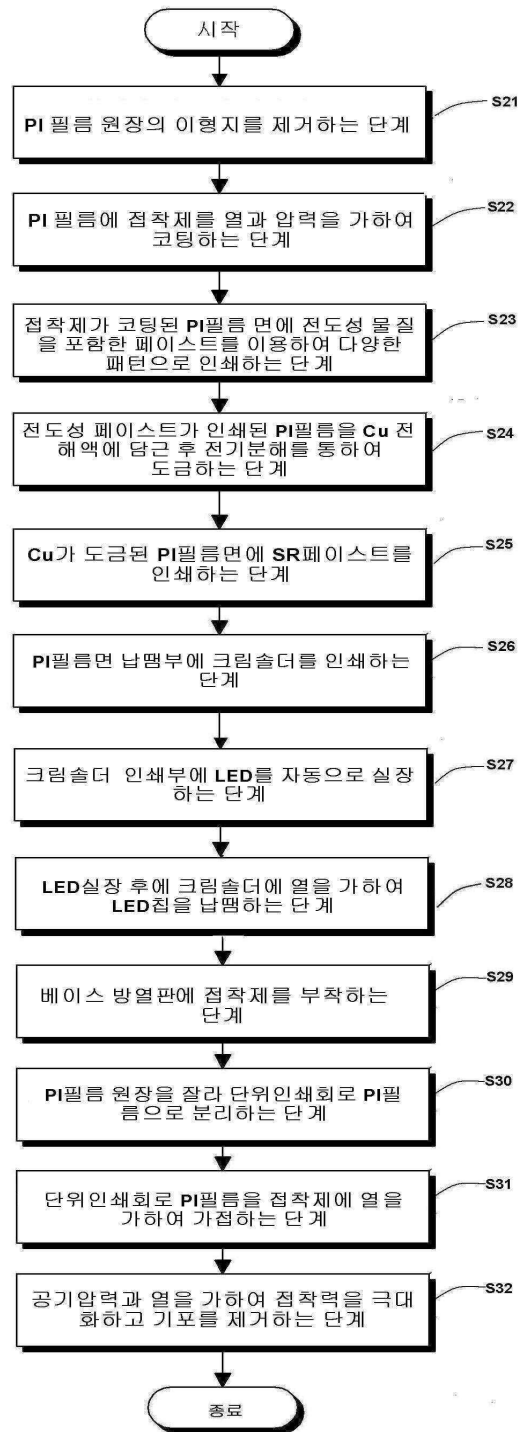 시작
PI 필름 원장의 이형지를 제거하는 단계
S21
PI 필름에 접착제를 열과 압력을 가하여
코팅하는 단계
S22
접착제가 코팅된 PI필름 면에 전도성 물질
을 포함한 페이스트를 이용하여 다양한
패턴으로 인쇄하는 단계
S23
전도성 페이스트가 인쇄된 PI필름을 Cu 전
해액에 담근 후 전기분해를 통하여
도금하는 단계
S24
Cu가 도금된 PI필름면에 SR페이스트를
인쇄하는 단계
S25
PI필름면 납땜부에 크림솔더를 인쇄하는
단계
S26
크림솔더 인쇄부에 LED를 자동으로 실장
하는 단계
S27
LED실장 후에 크림솔더에 열을 가하여
LED칩을 납땜하는 단계
S28
베이스 방열판에 접착제를 부착하는
단계
S29
PI필름 원장을 잘라 단위인쇄회로 PI필
름으로 분리하는 단계
S30
단위인쇄회로 PI필름을 접착제에 열을
가하여 가접하는 단계
S31
공기압력과 열을 가하여 접착력을 극대
화하고 기포를 제거하는 단계
S32
종료